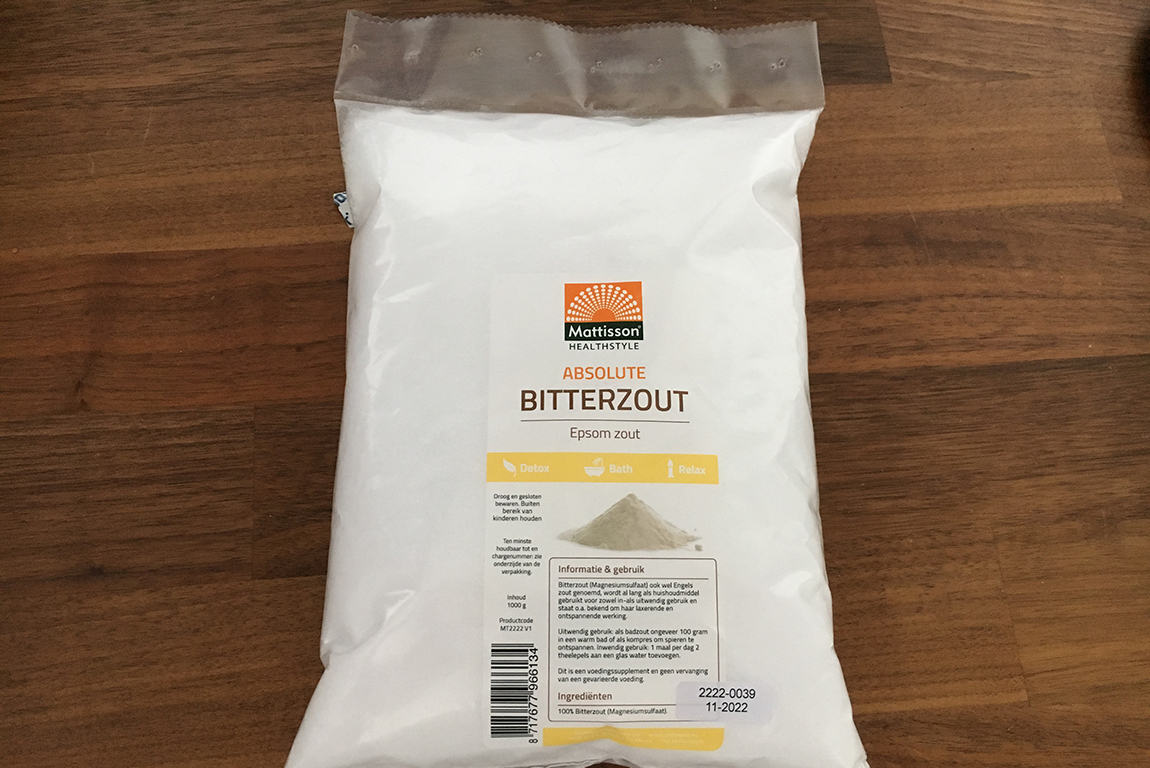 Mattisson®
HEALTHSTYLE
ABSOLUTE
BITTERZOUT
Epsom zout
Detox
Bath
Relax
Droog en gesloten
bewaren. Buiten
bereik van
kinderen houden
Ten minste
houdbaar tot en
chargenummer: zie
onderzijde van de
verpakking.
Inhoud
1000 g
Productcode
MT2222 V1
8 717677 966134
Informatie & gebruik
Bitterzout (Magnesiumsulfaat) ook wel Engels
zout genoemd, wordt al lang als huishoudmiddel
gebruikt voor zowel in-als uitwendig gebruik en
staat o.a. bekend om haar laxerende en
ontspannende werking.
Uitwendig gebruik: als badzout ongeveer 100 gram
in een warm bad of als kompres om spieren te
ontspannen. Inwendig gebruik: 1 maal per dag 2
theelepels aan een glas water toevoegen.
Dit is een voedingssupplement en geen vervanging
van een gevarieerde voeding.
Ingrediënten
100% Bitterzout (Magnesiumsulfaat).
2222-0039
11-2022